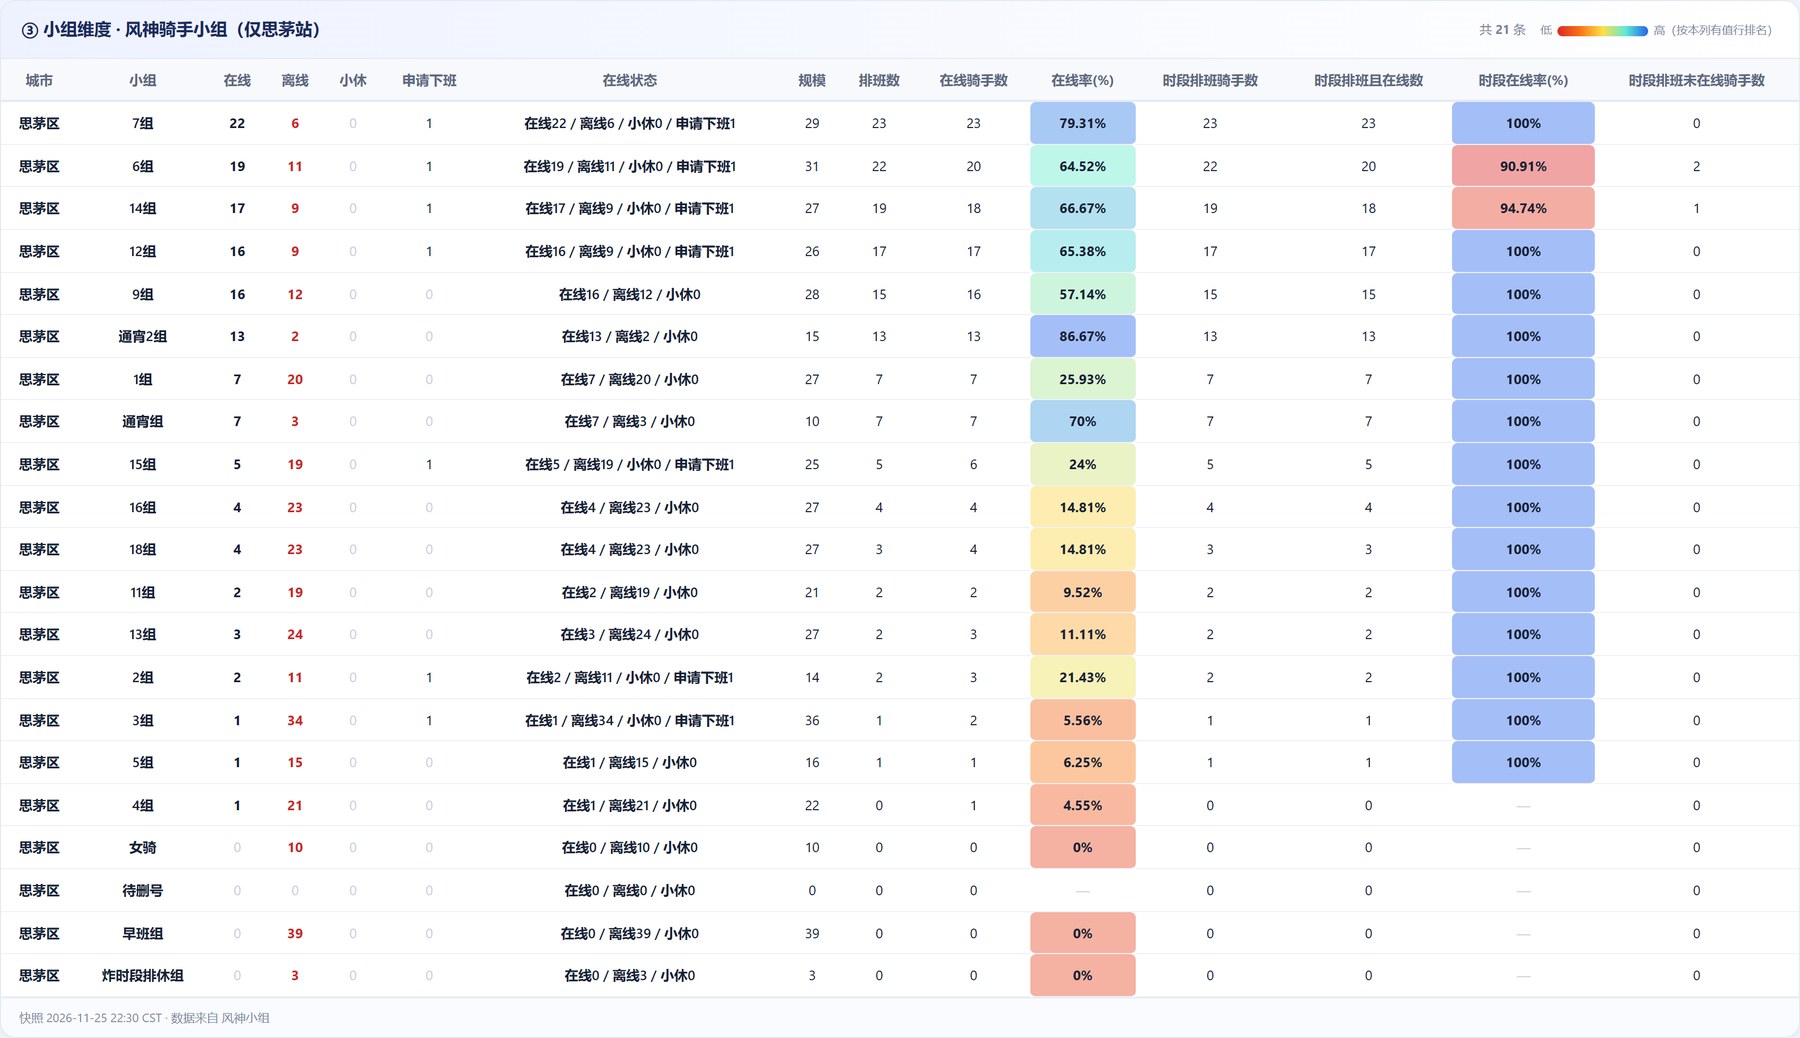 ③ 小组维度 · 风神骑手小组（仅思茅站）
共 21 条 低 高 (按本列有值行排名)
城市 小组 在线 离线 小休 申请下班 在线状态 规模 排班数 在线骑手数 在线率(%) 时段排班骑手数 时段排班且在线数 时段在线率(%) 时段排班未在线骑手数
思茅区 7组 22 6 0 1 在线22 / 离线6 / 小休0 / 申请下班1 29 23 23 79.31% 23 23 100% 0
思茅区 6组 19 11 0 1 在线19 / 离线11 / 小休0 / 申请下班1 31 22 20 64.52% 22 20 90.91% 2
思茅区 14组 17 9 0 1 在线17 / 离线9 / 小休0 / 申请下班1 27 19 18 66.67% 19 18 94.74% 1
思茅区 12组 16 9 0 1 在线16 / 离线9 / 小休0 / 申请下班1 26 17 17 65.38% 17 17 100% 0
思茅区 9组 16 12 0 0 在线16 / 离线12 / 小休0 28 15 16 57.14% 15 15 100% 0
思茅区 通宵2组 13 2 0 0 在线13 / 离线2 / 小休0 15 13 13 86.67% 13 13 100% 0
思茅区 1组 7 20 0 0 在线7 / 离线20 / 小休0 27 7 7 25.93% 7 7 100% 0
思茅区 通宵组 7 3 0 0 在线7 / 离线3 / 小休0 10 7 7 70% 7 7 100% 0
思茅区 15组 5 19 0 1 在线5 / 离线19 / 小休0 / 申请下班1 25 5 6 24% 5 5 100% 0
思茅区 16组 4 23 0 0 在线4 / 离线23 / 小休0 27 4 4 14.81% 4 4 100% 0
思茅区 18组 4 23 0 0 在线4 / 离线23 / 小休0 27 3 4 14.81% 3 3 100% 0
思茅区 11组 2 19 0 0 在线2 / 离线19 / 小休0 21 2 2 9.52% 2 2 100% 0
思茅区 13组 3 24 0 0 在线3 / 离线24 / 小休0 27 2 3 11.11% 2 2 100% 0
思茅区 2组 2 11 0 1 在线2 / 离线11 / 小休0 / 申请下班1 14 2 3 21.43% 2 2 100% 0
思茅区 3组 1 34 0 1 在线1 / 离线34 / 小休0 / 申请下班1 36 1 2 5.56% 1 1 100% 0
思茅区 5组 1 15 0 0 在线1 / 离线15 / 小休0 16 1 1 6.25% 1 1 100% 0
思茅区 4组 1 21 0 0 在线1 / 离线21 / 小休0 22 0 1 4.55% 0 0 — 0
思茅区 女骑 0 10 0 0 在线0 / 离线10 / 小休0 10 0 0 0% 0 0 — 0
思茅区 待删号 0 0 0 0 在线0 / 离线0 / 小休0 0 0 0 — 0 0 — 0
思茅区 早班组 0 39 0 0 在线0 / 离线39 / 小休0 39 0 0 0% 0 0 — 0
思茅区 炸时段排休组 0 3 0 0 在线0 / 离线3 / 小休0 3 0 0 0% 0 0 — 0
快照 2026-11-25 22:30 CST · 数据来自 风神小组